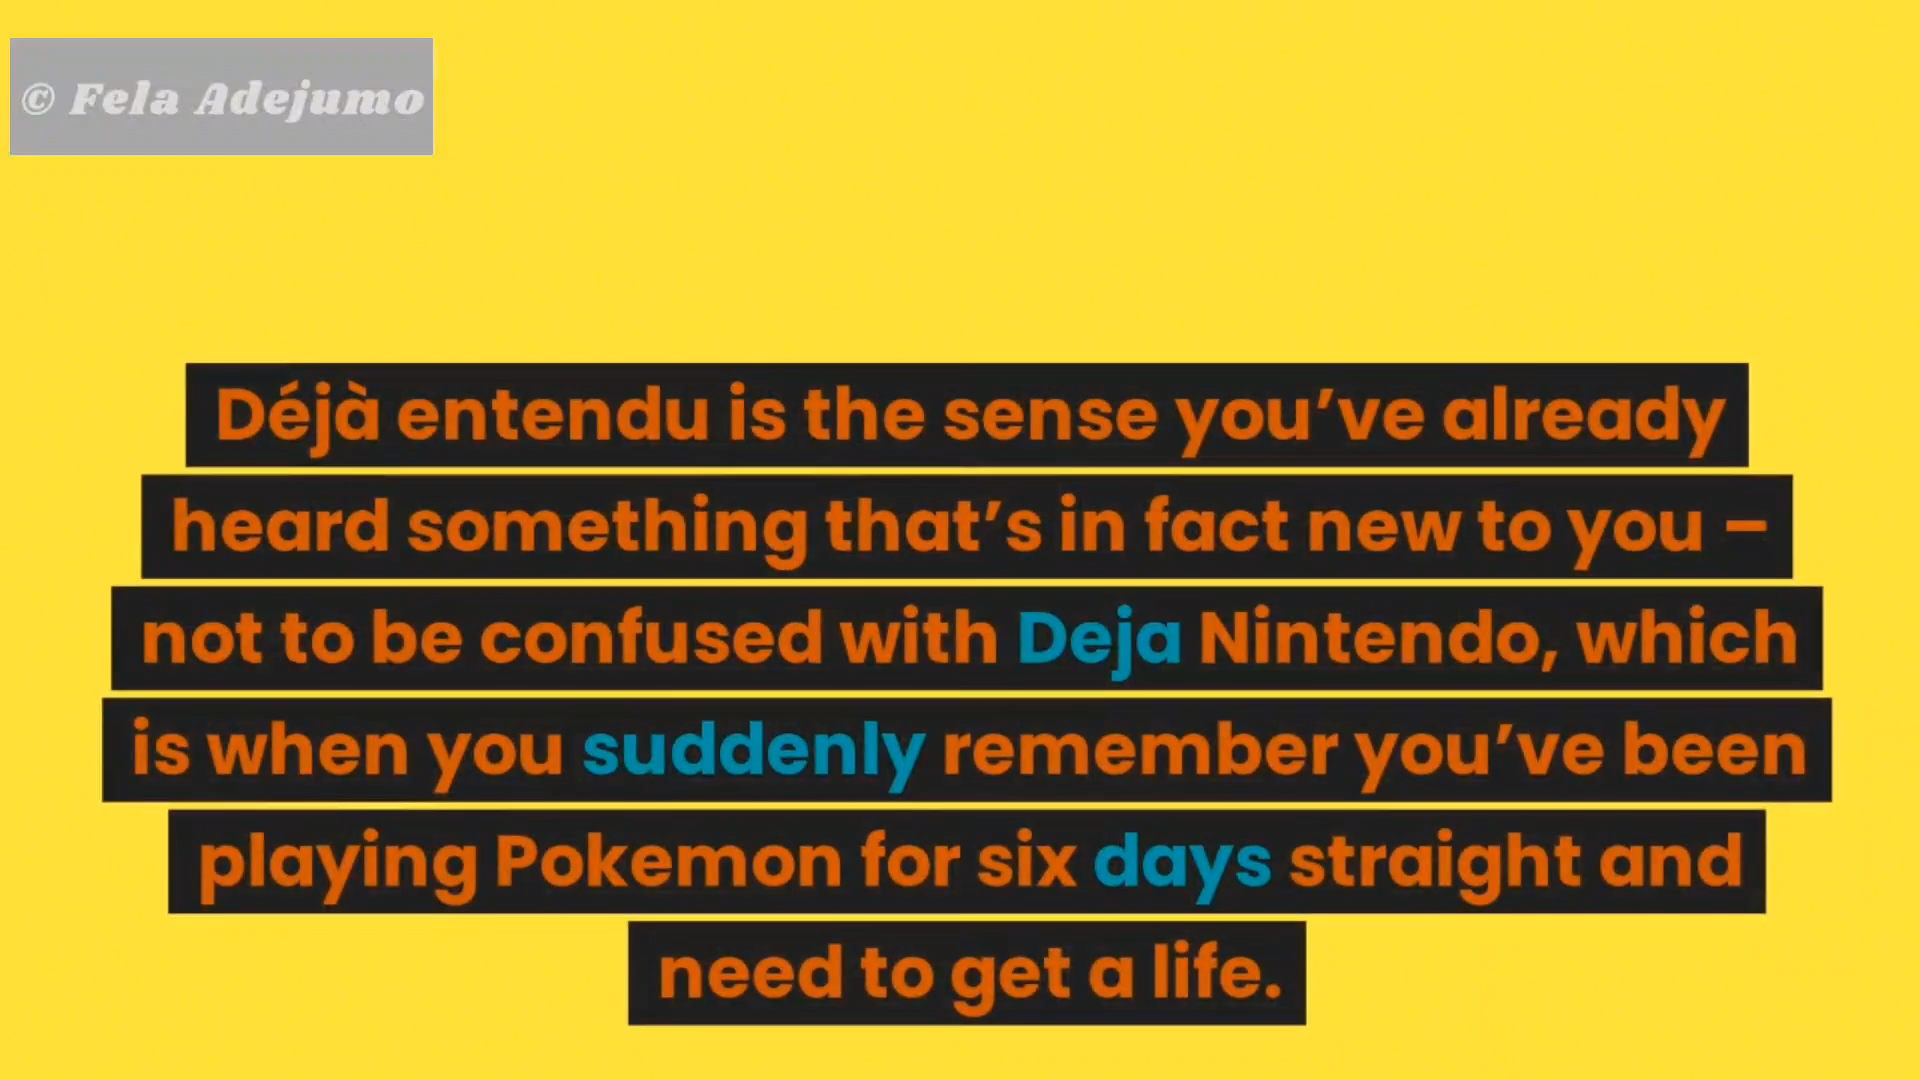 © Fela Adejumo
Déjà entendu is the sense you’ve already
heard something that’s in fact new to you –
not to be confused with Deja Nintendo, which
is when you suddenly remember you’ve been
playing Pokemon for six days straight and
need to get a life.